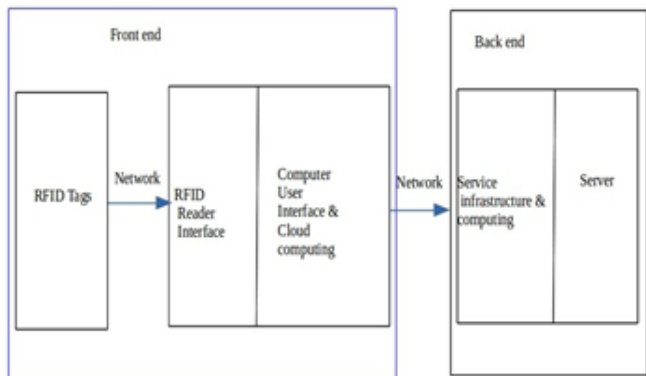 Front end
Back end
RFID Tags
Network
RFID
Reader
Interface
Computer
User
Interface &
Cloud
computing
Network
Service
infrastructure &
computing
Server